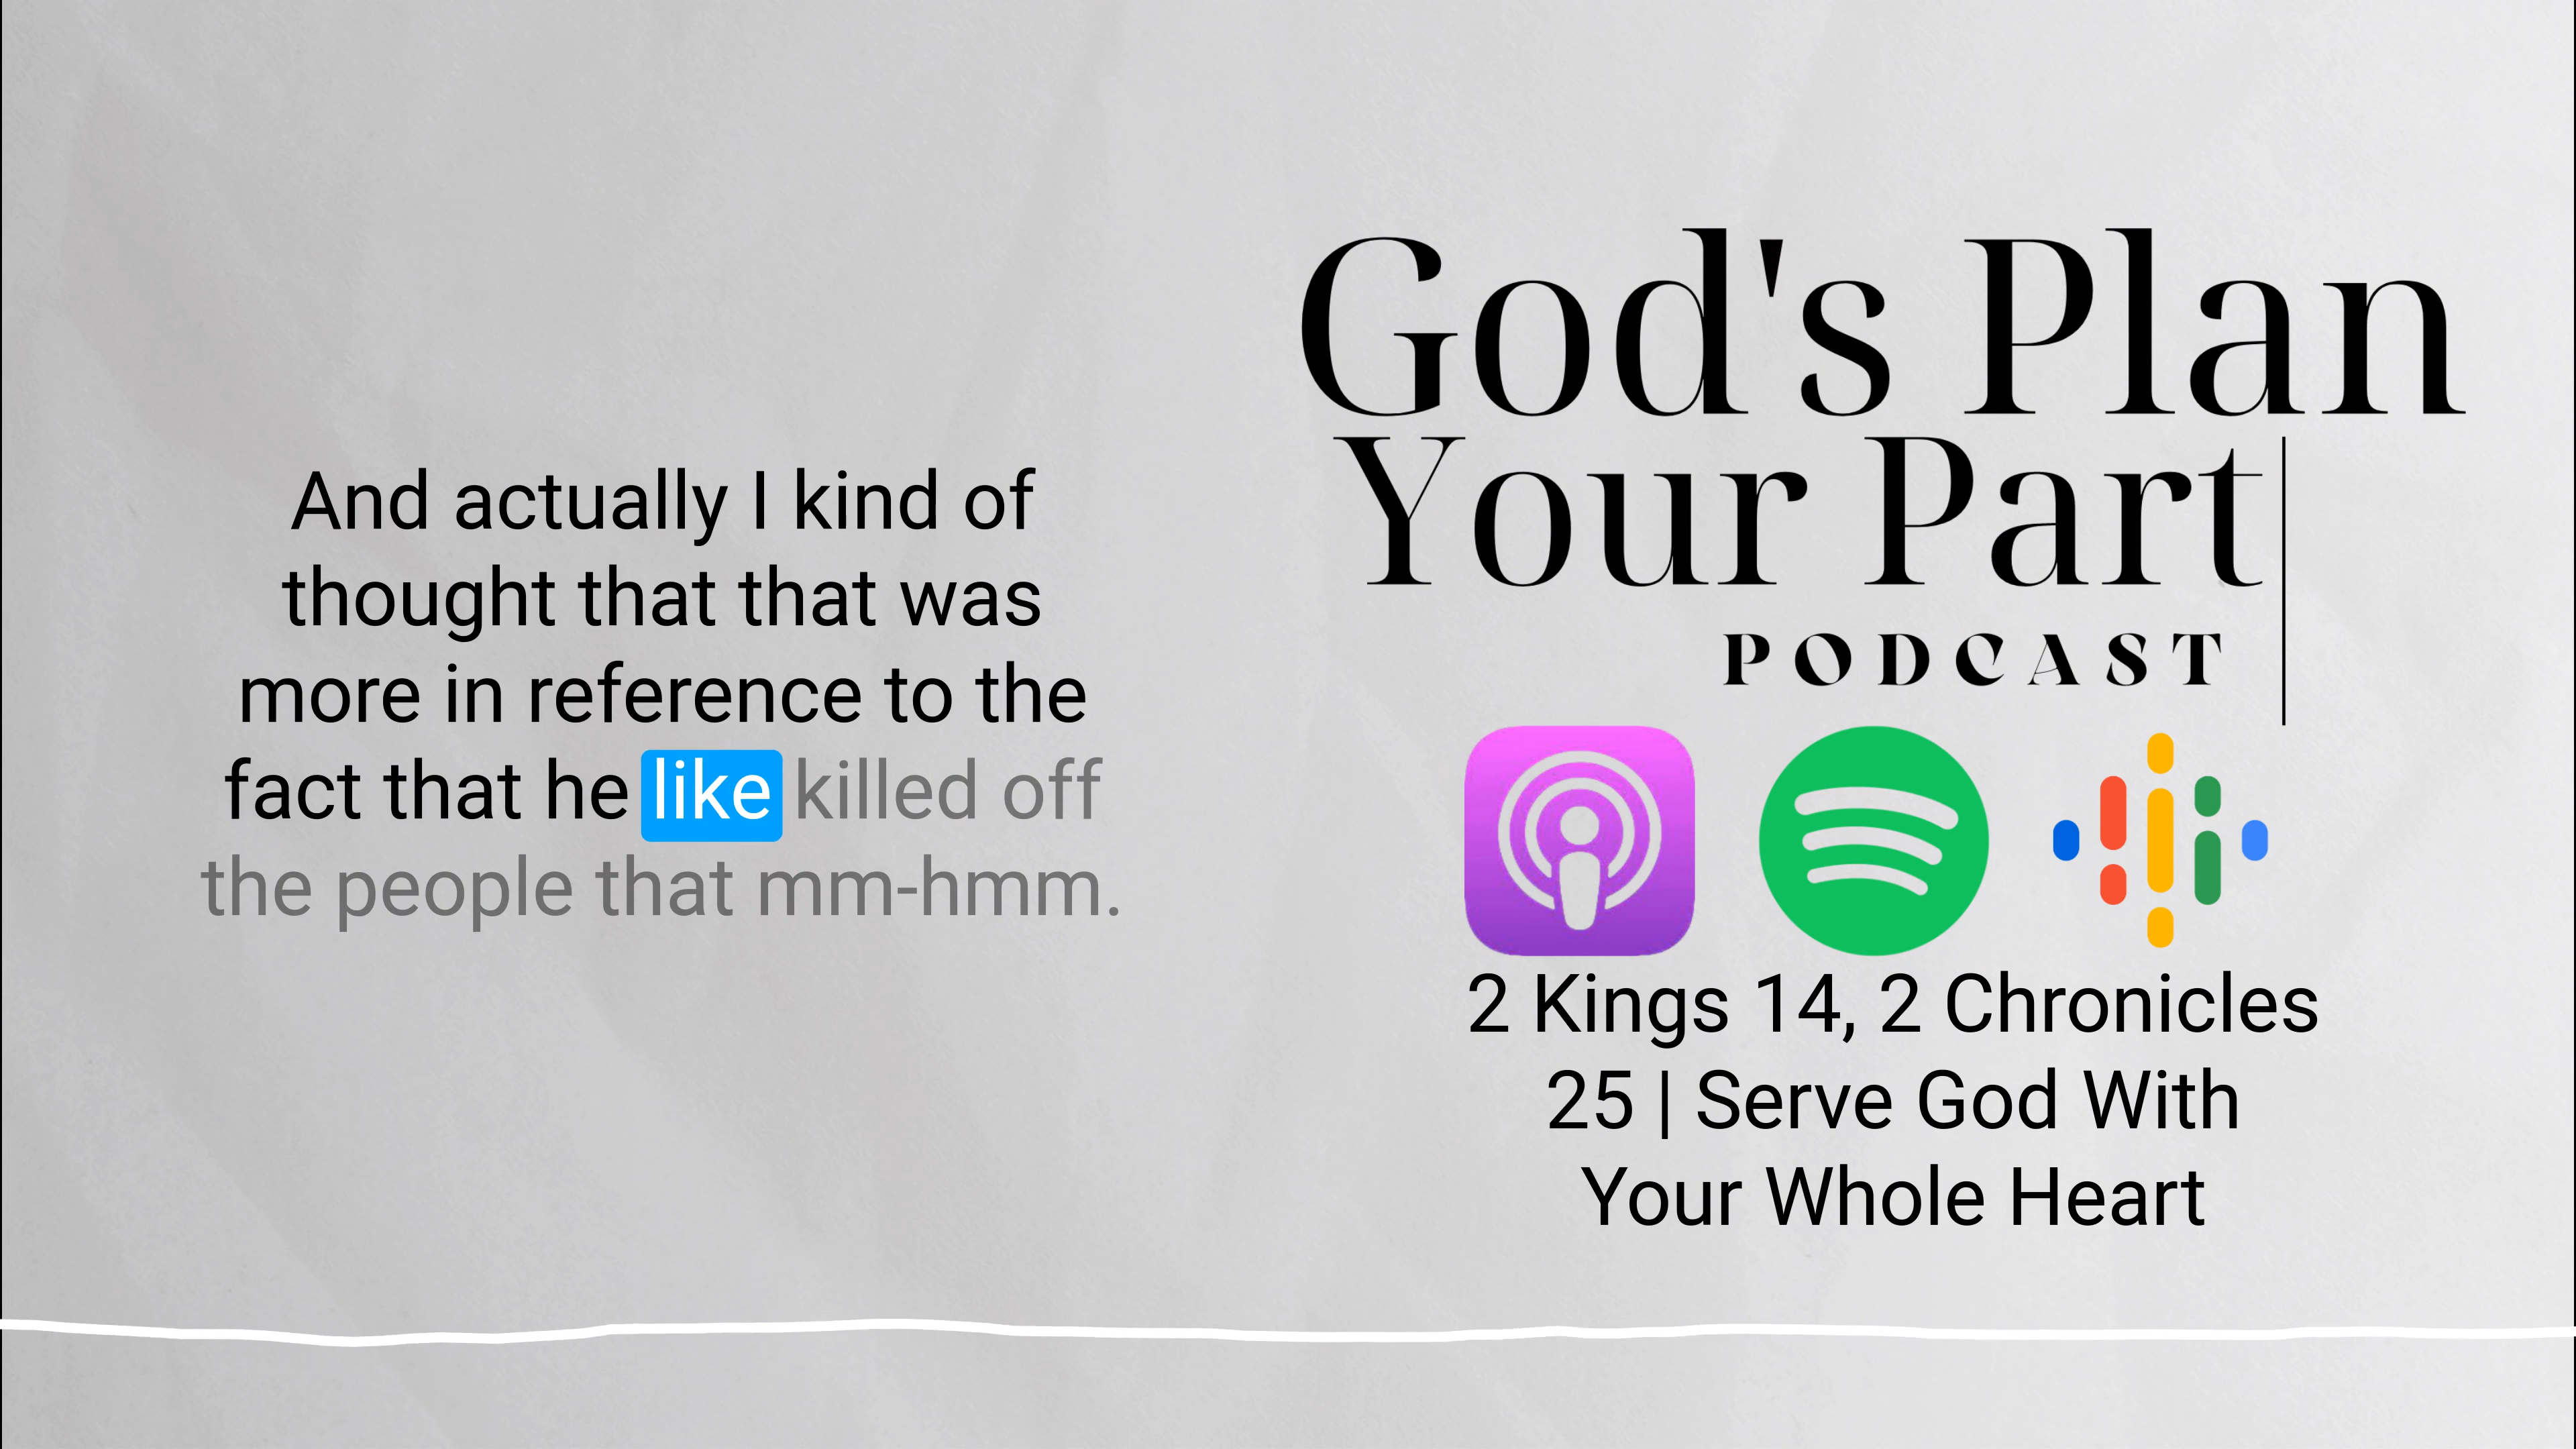 And actually I kind of
thought that that was
more in reference to the
fact that he like killed off
the people that mm-hmm.
God's Plan
Your Part
PODCAST
2 Kings 14, 2 Chronicles
25 | Serve God With
Your Whole Heart